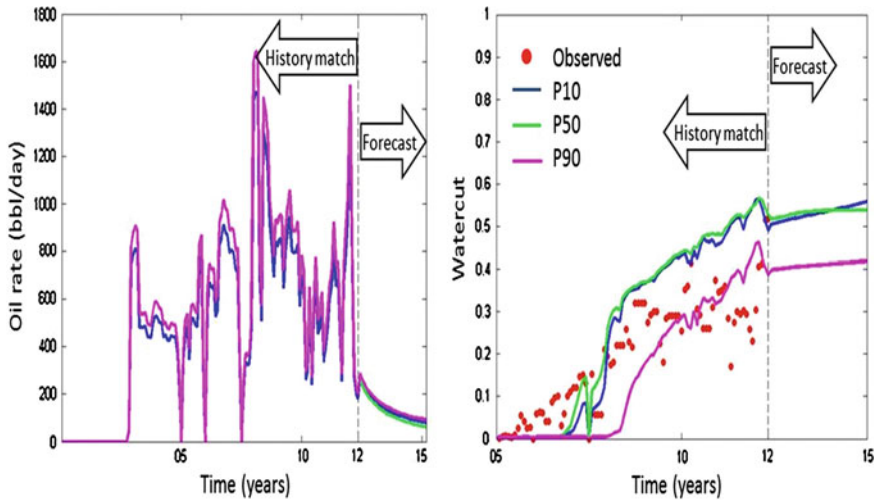 1800
1600
1400
1200
1000
800
600
400
200
0
Oil rate (bbl/day)
History match
Forecast
05
10
12
15
Time (years)
1
0.9
0.8
0.7
0.6
0.5
0.4
0.3
0.2
0.1
0
Watercut
Observed
P10
P50
P90
Forecast
History match
05
10
12
15
Time (years)